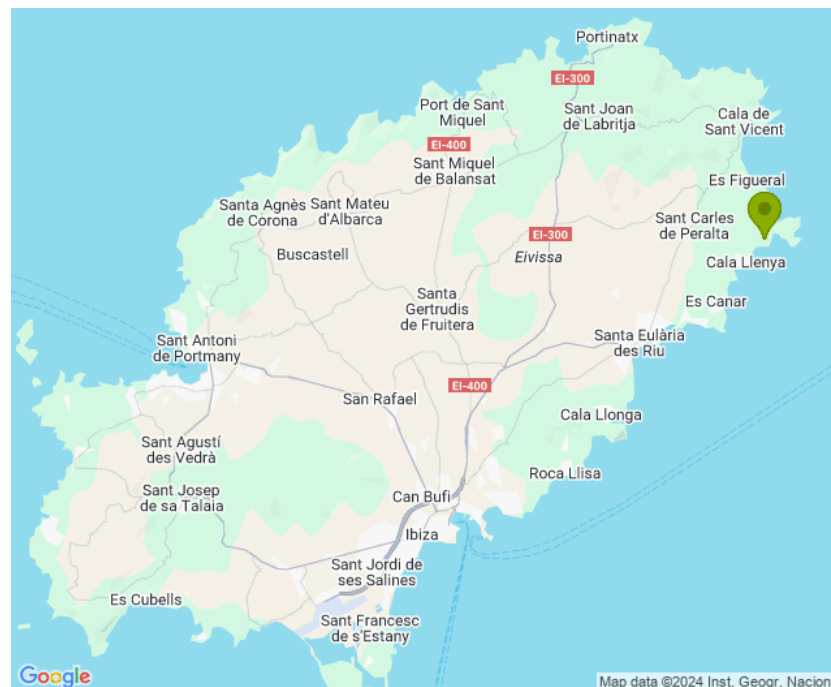 Portinatx
EI-300
Port de Sant
Miquel
Sant Joan
de Labritja
Cala de
Sant Vicent
EI-400
Sant Miquel
de Balansat
Es Figueral
Santa Agnès
de Corona
Sant Mateu
d'Albarca
Sant Carles
de Peralta
EI-300
Buscastell
Eivissa
Cala Llenya
Santa
Gertrudis
de Fruitera
Es Canar
Sant Antoni
de Portmany
Santa Eulària
des Riu
EI-400
San Rafael
Cala Llonga
Sant Agustí
des Vedrà
Roca Llisa
Sant Josep
de sa Talaia
Can Bufi
Ibiza
Sant Jordi de
ses Salines
Es Cubells
Sant Francesc
de s'Estany
Google
Map data ©2024 Inst. Geogr. Nacion